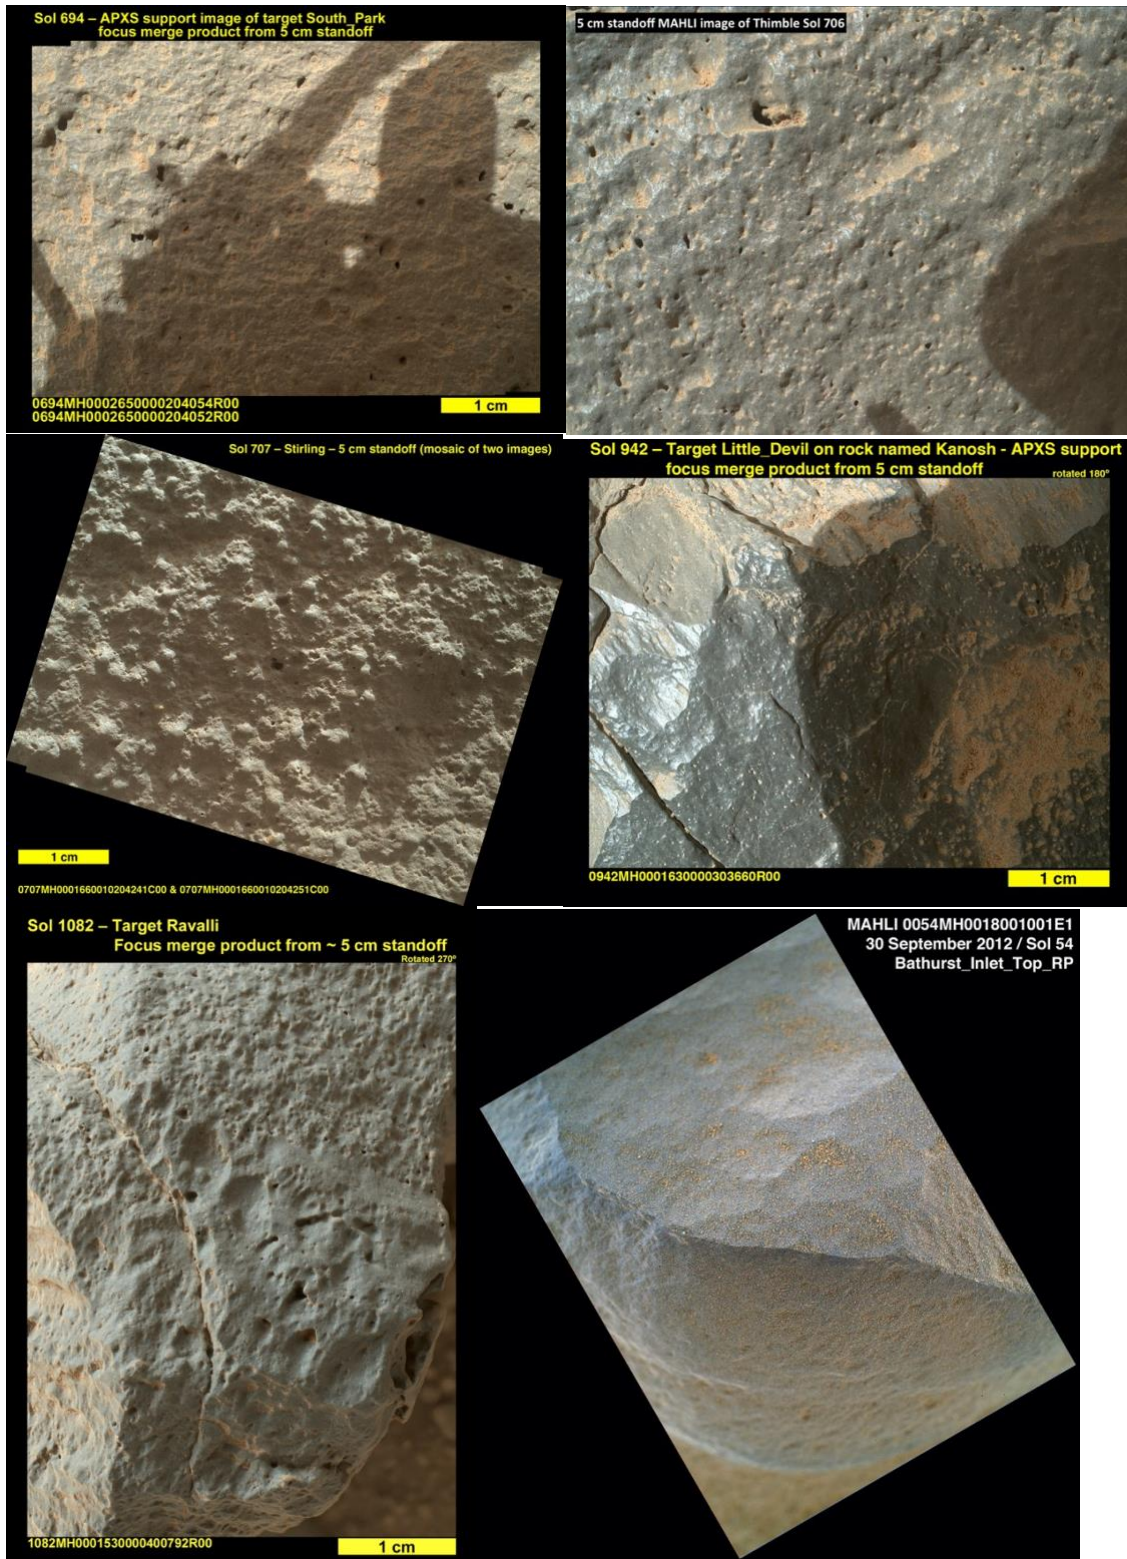 Sol 694 – APXS support image of target South_Park
focus merge product from 5 cm standoff
0694MH0002650000204054R00
0694MH0002650000204052R00
1 cm
5 cm standoff MAHLI image of Thimble Sol 706
Sol 707 – Stirling – 5 cm standoff (mosaic of two images)
1 cm
0707MH0001660010204241C00 & 0707MH0001660010204251C00
Sol 942 – Target Little_Devil on rock named Kanosh - APXS support
focus merge product from 5 cm standoff
rotated 180°
0942MH0001630000303660R00
1 cm
Sol 1082 – Target Ravalli
Focus merge product from ~ 5 cm standoff
Rotated 270°
1082MH0001530000400792R00
1 cm
MAHLI 0054MH0018001001E1
30 September 2012 / Sol 54
Bathurst_Inlet_Top_RP